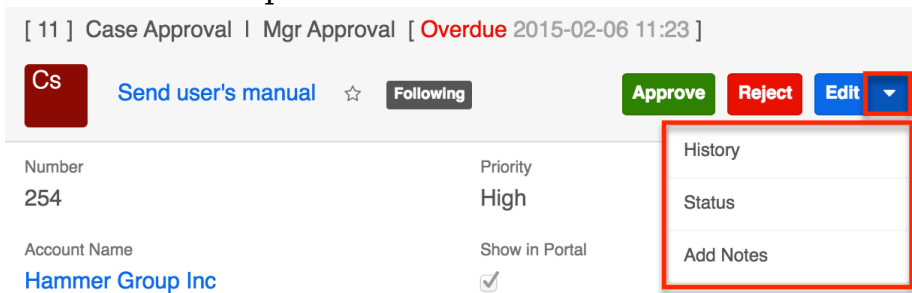 [ 11 ] Case Approval | Mgr Approval [ Overdue 2015-02-06 11:23 ]
Cs Send user's manual Following Approve Reject Edit
History
Number Priority
254 High
Status
Account Name Show in Portal
Add Notes
Hammer Group Inc